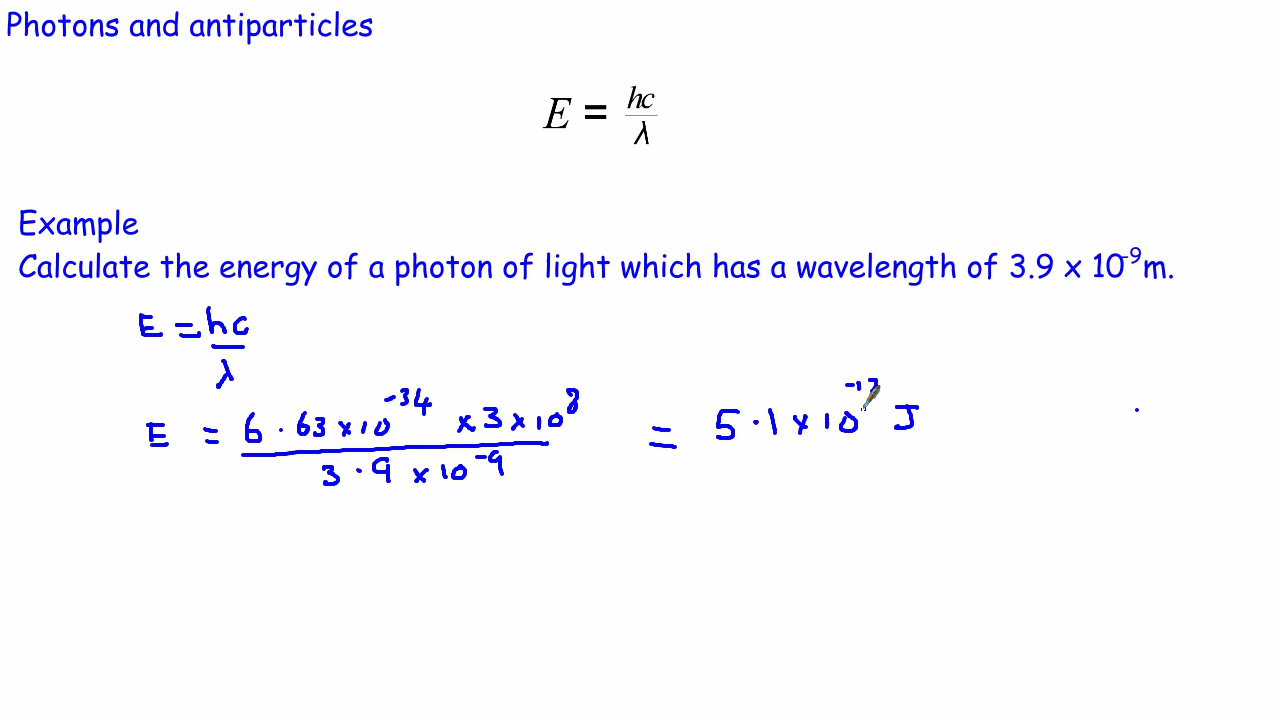 Photons and antiparticles
E = hc/λ
Example
Calculate the energy of a photon of light which has a wavelength of 3.9 x 10⁻⁹m.
E = hc/λ
E = 6.63 x 10⁻³⁴ x 3 x 10⁸ / 3.9 x 10⁻⁹ = 5.1 x 10⁻¹⁷ J